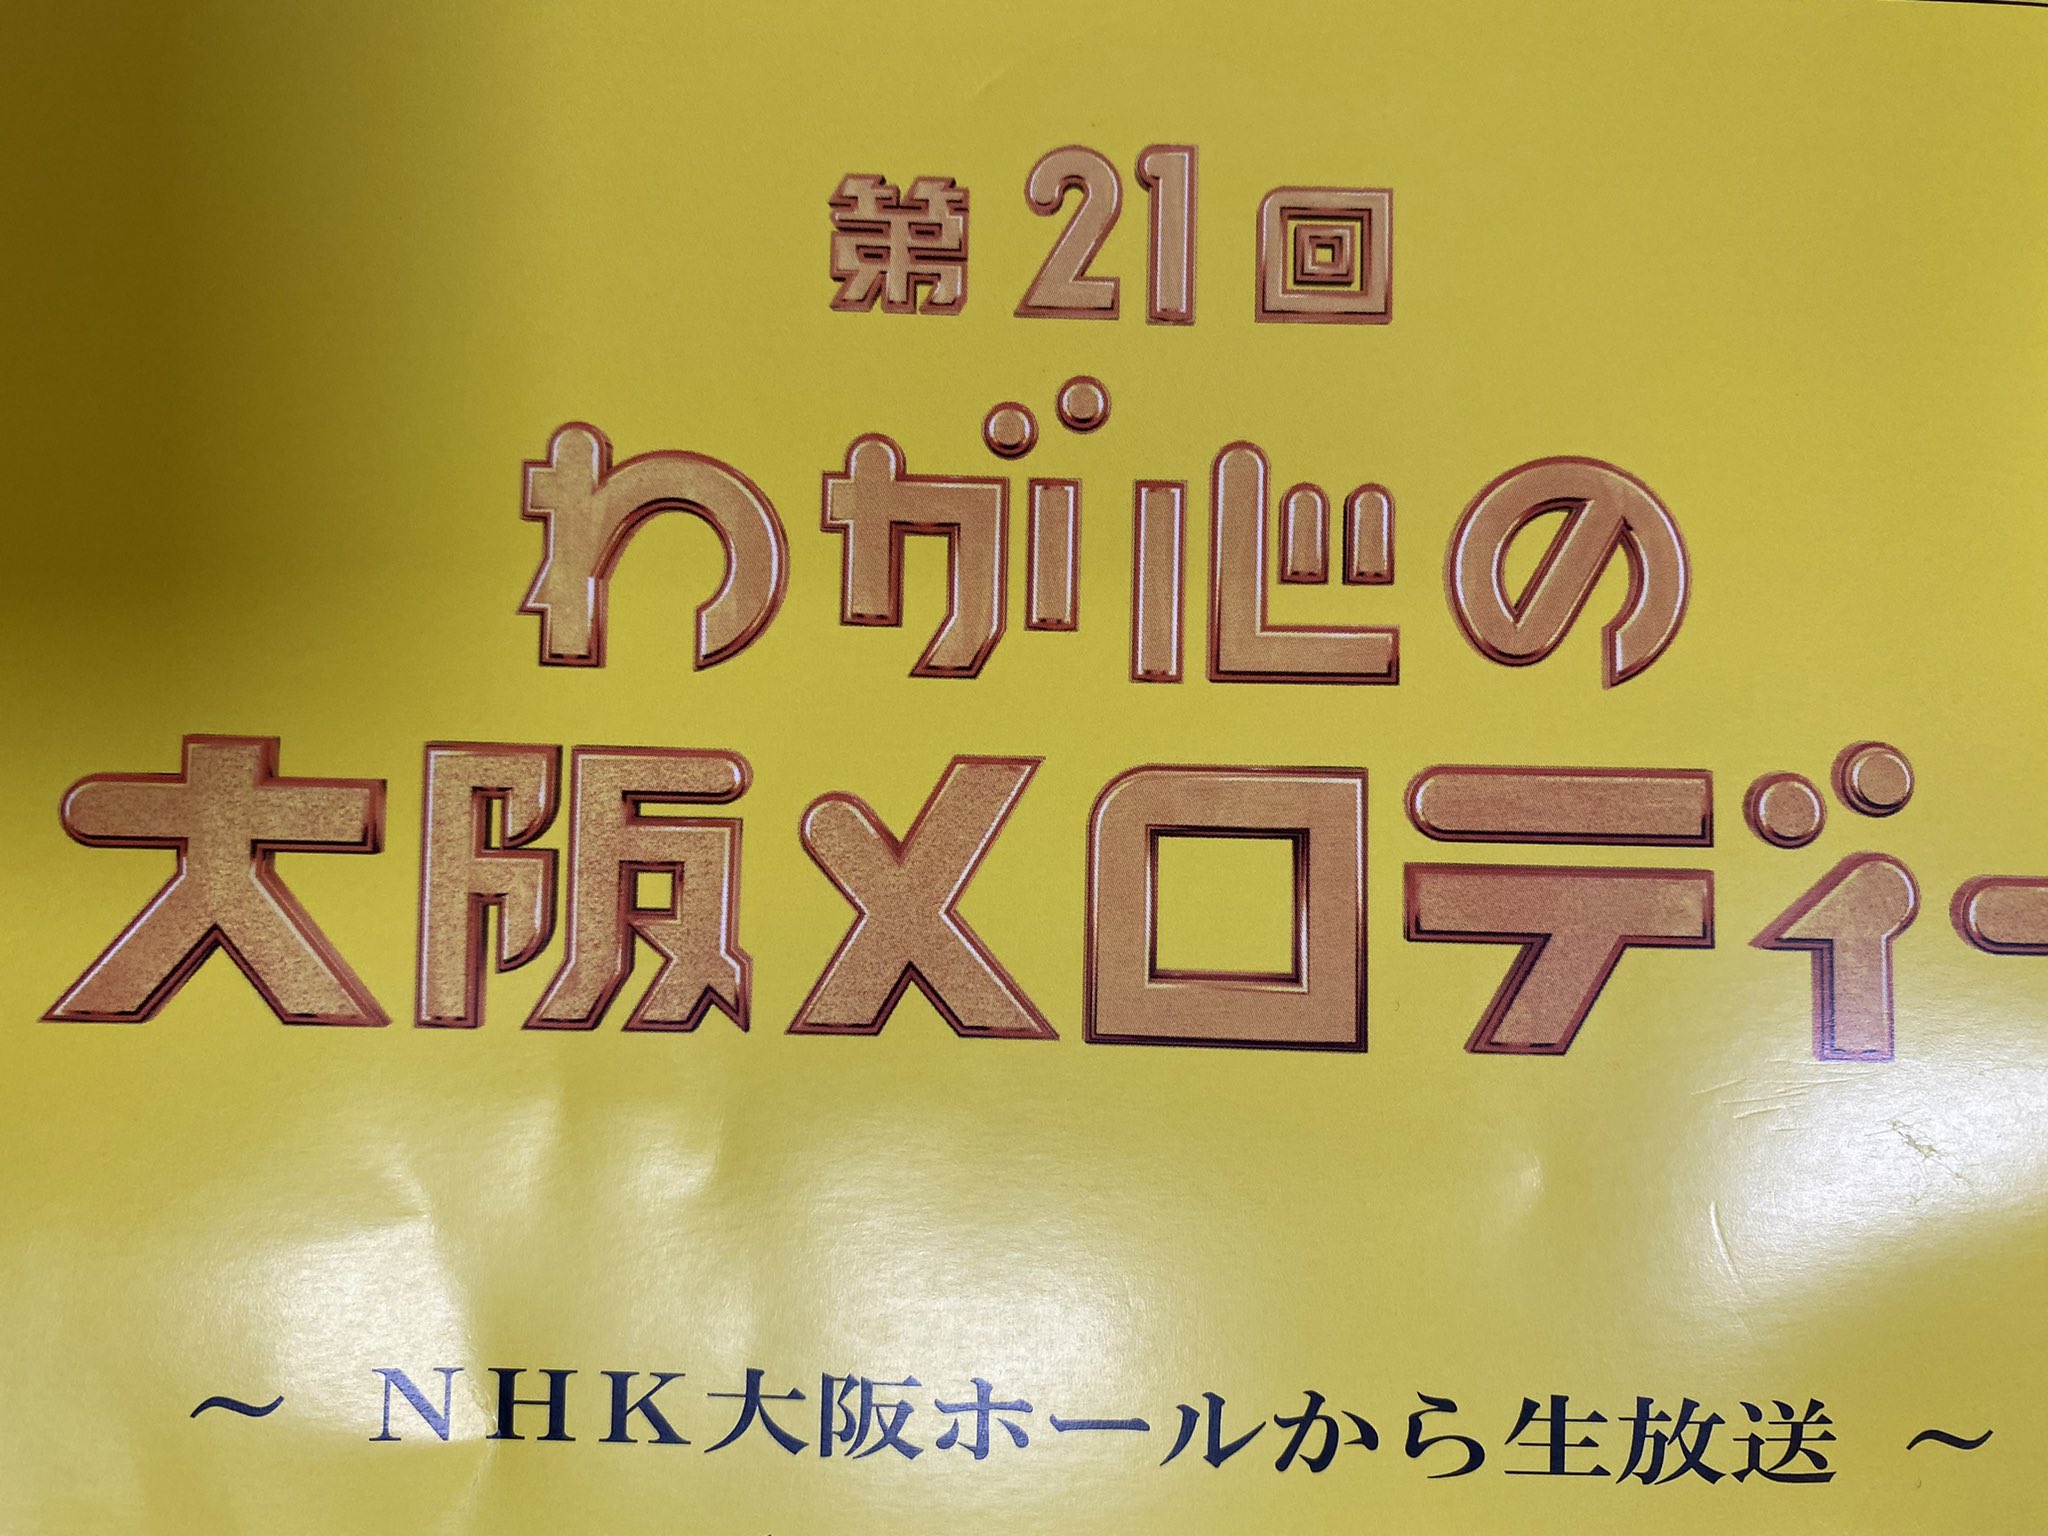 第21回
わが心の
大阪メロディー
～ NHK大阪ホールから生放送 ～